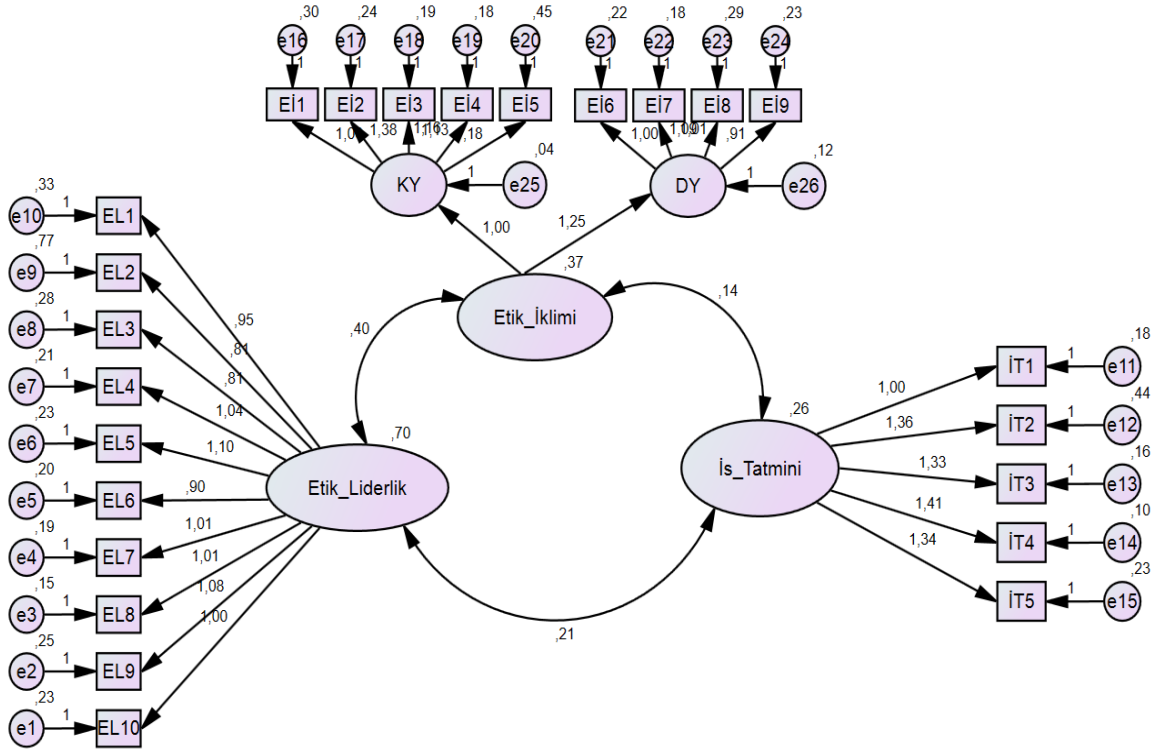 ,30 ,24 ,19 ,18 ,45 ,22 ,18 ,29 ,23
e16 e17 e18 e19 e20 e21 e22 e23 e24
1 1 1 1 1 1 1 1 1
Eİ1 Eİ2 Eİ3 Eİ4 Eİ5 Eİ6 Eİ7 Eİ8 Eİ9
1,38 ,18 1,00 ,91
,04 ,12
KY 1 e25 DY 1 e26
1,00 1,25
,37
Etik_İklimi
,40 ,14
,33
e10 1 EL1
,77
e9 1 EL2
,28
e8 1 EL3
,21
e7 1 EL4
,23
e6 1 EL5
,20
e5 1 EL6
,19
e4 1 EL7
,15
e3 1 EL8
,25
e2 1 EL9
,23
e1 1 EL10
,95
,81
,81
1,04
1,10
,90
1,01
1,01
1,08
1,00
,70
Etik_Liderlik
,21
,26
İs_Tatmini
1,00
1,36
1,33
1,41
1,34
,18
İT1 1 e11
,44
İT2 1 e12
,16
İT3 1 e13
,10
İT4 1 e14
,23
İT5 1 e15